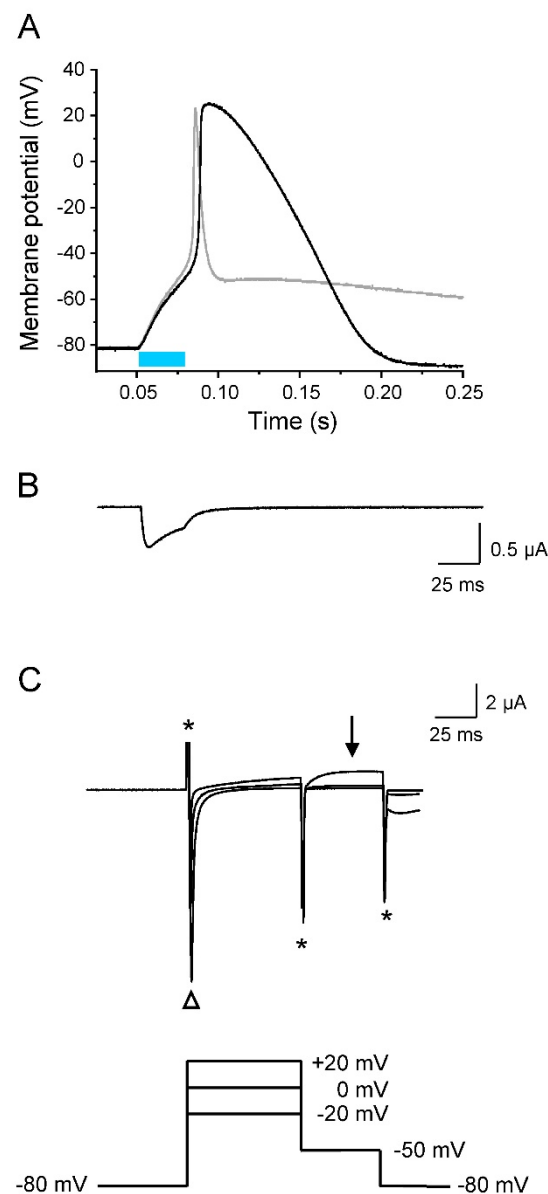 A
Membrane potential (mV)
40
20
0
-20
-40
-60
-80
0.05 0.10 0.15 0.20 0.25
Time (s)
B
0.5 µA
25 ms
C
2 µA
25 ms
*
*
*
Δ
+20 mV
0 mV
-20 mV
-50 mV
-80 mV
-80 mV